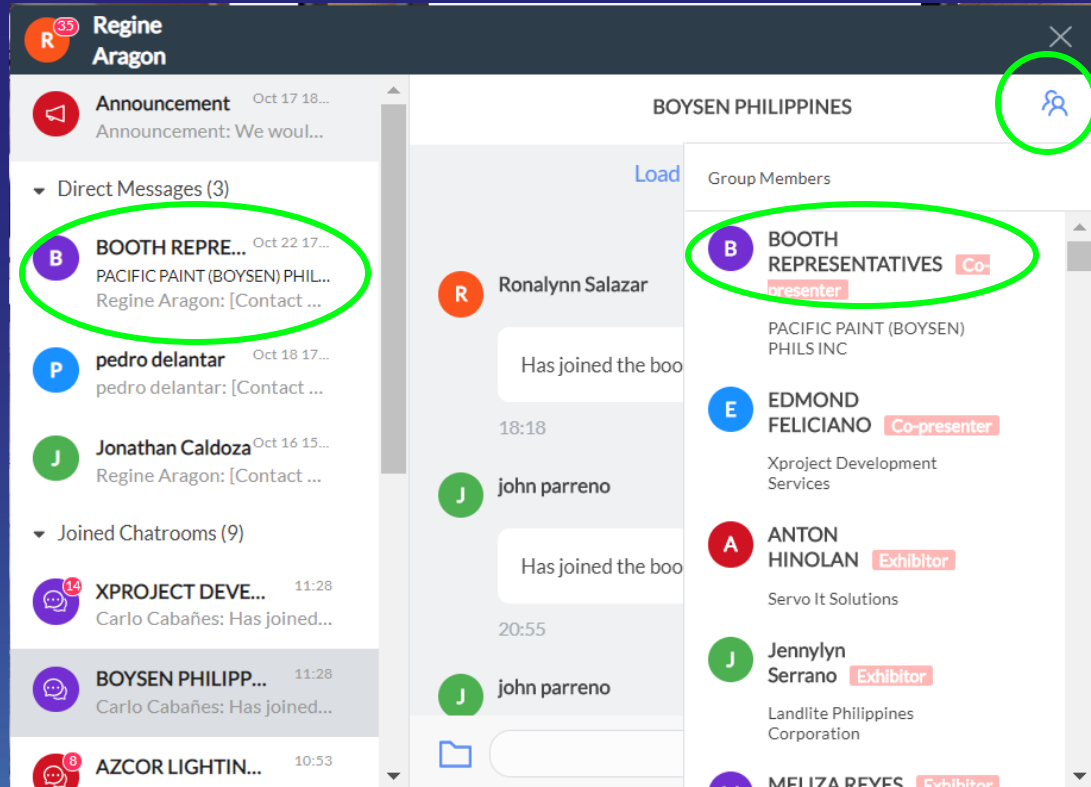 R
35
Regine
Aragon
Announcement Oct 17 18...
Announcement: We woul...
Direct Messages (3)
B
BOOTH REPRE... Oct 22 17...
PACIFIC PAINT (BOYSEN) PHIL...
Regine Aragon: [Contact ...
P
pedro delantar Oct 18 17...
pedro delantar: [Contact ...
J
Jonathan Caldoza Oct 16 15...
Regine Aragon: [Contact ...
Joined Chatrooms (9)
14
XPROJECT DEVE... 11:28
Carlo Cabañes: Has joined...
BOYSEN PHILIPP... 11:28
Carlo Cabañes: Has joined...
8
AZCOR LIGHTIN... 10:53
BOYSEN PHILIPPINES
Load
R
Ronalynn Salazar
Has joined the boo
18:18
J
john parreno
Has joined the boo
20:55
J
john parreno
Group Members
B
BOOTH
REPRESENTATIVES Co-
presenter
PACIFIC PAINT (BOYSEN)
PHILS INC
E
EDMOND
FELICIANO Co-presenter
Xproject Development
Services
A
ANTON
HINOLAN Exhibitor
Servo It Solutions
J
Jennylyn
Serrano Exhibitor
Landlite Philippines
Corporation
MELIZA REYES Exhibitor